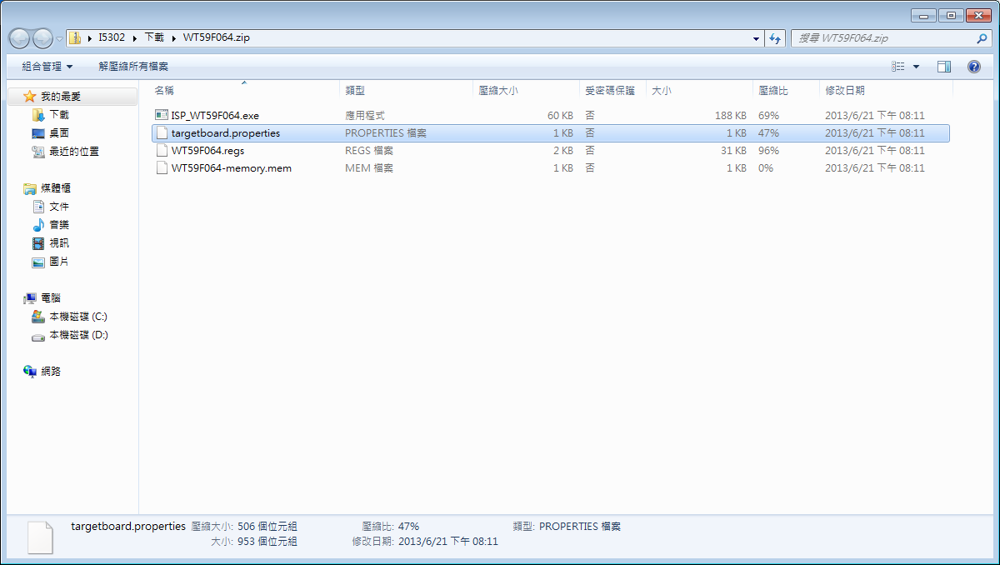 I5302 ▸ 下載 ▸ WT59F064.zip
搜尋 WT59F064.zip
組合管理 解壓縮所有檔案
我的最愛
下載
桌面
最近的位置
媒體櫃
文件
音樂
視訊
圖片
電腦
本機磁碟 (C:)
本機磁碟 (D:)
網路
名稱 類型 壓縮大小 受密碼保護 大小 壓縮比 修改日期
ISP_WT59F064.exe 應用程式 60 KB 否 188 KB 69% 2013/6/21 下午 08:11
targetboard.properties PROPERTIES 檔案 1 KB 否 1 KB 47% 2013/6/21 下午 08:11
WT59F064.regs REGS 檔案 2 KB 否 31 KB 96% 2013/6/21 下午 08:11
WT59F064-memory.mem MEM 檔案 1 KB 否 1 KB 0% 2013/6/21 下午 08:11
targetboard.properties 壓縮大小: 506 個位元組 壓縮比: 47% 類型: PROPERTIES 檔案
大小: 953 個位元組 修改日期: 2013/6/21 下午 08:11